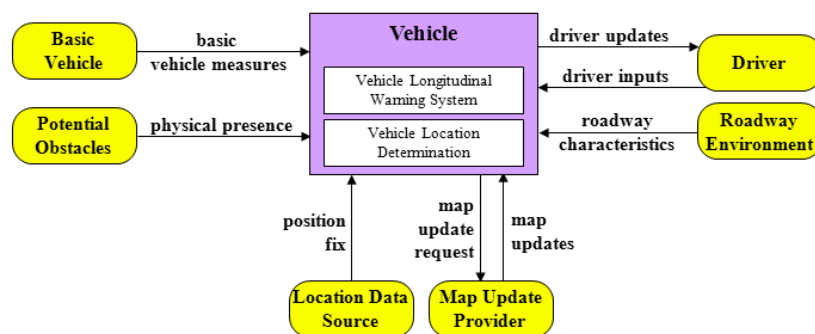 Basic
Vehicle
basic
vehicle measures
Vehicle
driver updates
Driver
driver inputs
Vehicle Longitudinal
Warning System
Potential
Obstacles
physical presence
Vehicle Location
Determination
roadway
characteristics
Roadway
Environment
position
fix
map
update
request
map
updates
Location Data
Source
Map Update
Provider